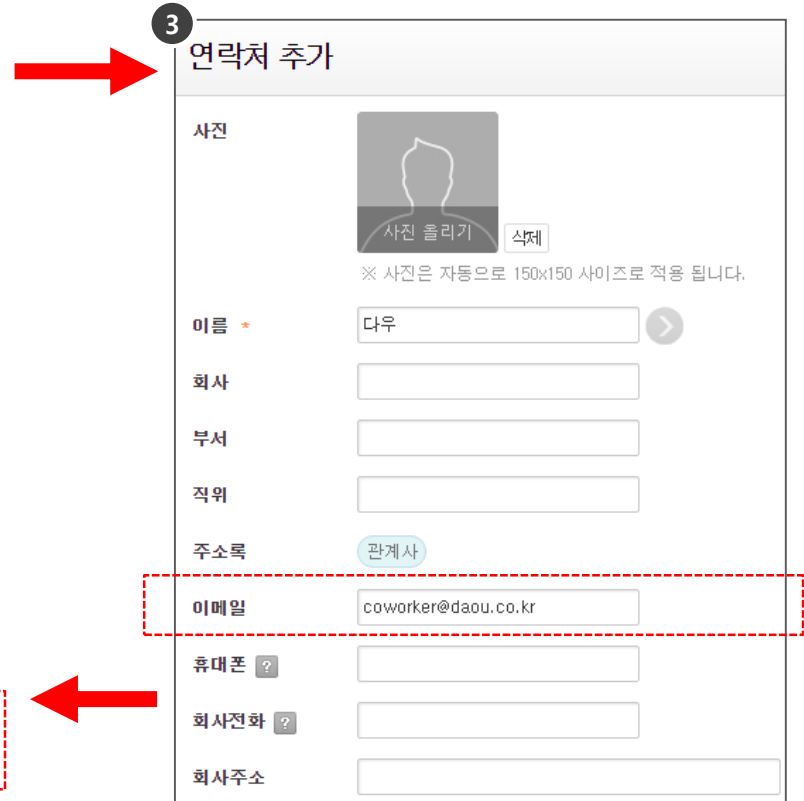 3
연락처 추가
사진
사진 올리기
삭제
※ 사진은 자동으로 150x150 사이즈로 적용 됩니다.
이름 * 다우
회사
부서
직위
주소록 관계사
이메일 coworker@daou.co.kr
휴대폰 ?
회사전화 ?
회사주소